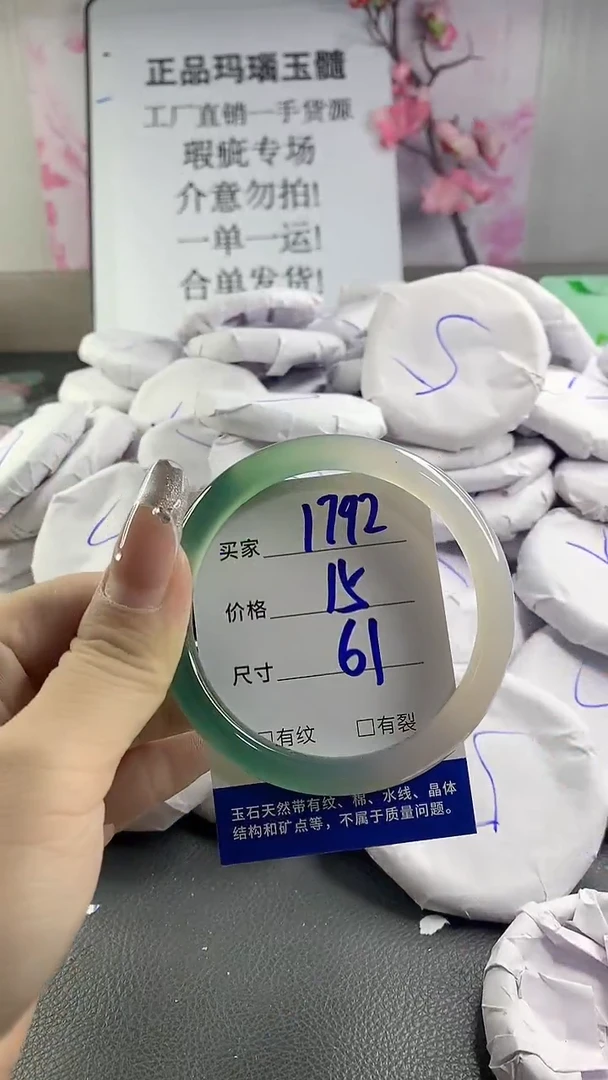 正品玛瑙玉髓
工厂直销一手货源
瑕疵专场
介意勿拍!
一单一运!
合单发货!
买家 1792
价格 15
尺寸 61
□有纹 □有裂
玉石天然带有纹、棉、水线、晶体
结构和矿点等，不属于质量问题。